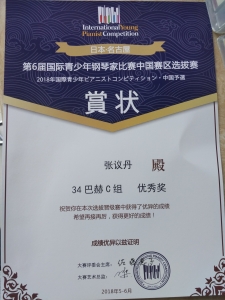 International Young
Pianist Competition
日本·名古屋
第6届国际青少年钢琴家比赛中国赛区选拔赛
2018年国際青少年ピアニストコンペティション·中国予選
賞状
张议丹 殿
34 巴赫 C 组 优秀奖
祝贺你在本次选拔赛中获得了优异的成绩
希望再接再厉,获得更好的成绩!
成绩优异以兹证明
大赛评委会主席:
大赛艺术总监:
2018年5-6月